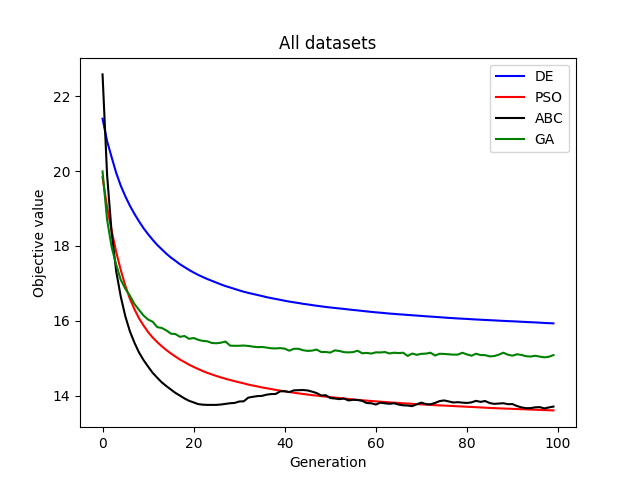 All datasets
Objective value
22
20
18
16
14
0 20 40 60 80 100
Generation
DE
PSO
ABC
GA